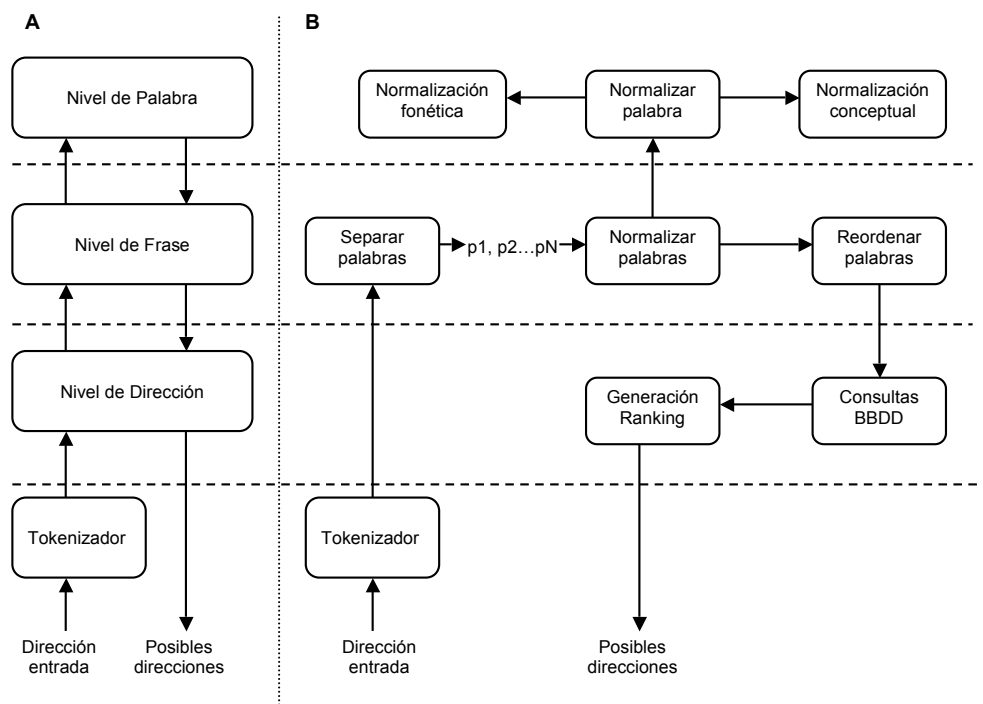 A
B
Nivel de Palabra
Nivel de Frase
Nivel de Dirección
Tokenizador
Dirección
entrada
Posibles
direcciones
Normalización
fonética
Normalizar
palabra
Normalización
conceptual
Separar
palabras
p1, p2...pN
Normalizar
palabras
Reordenar
palabras
Generación
Ranking
Consultas
BBDD
Tokenizador
Dirección
entrada
Posibles
direcciones